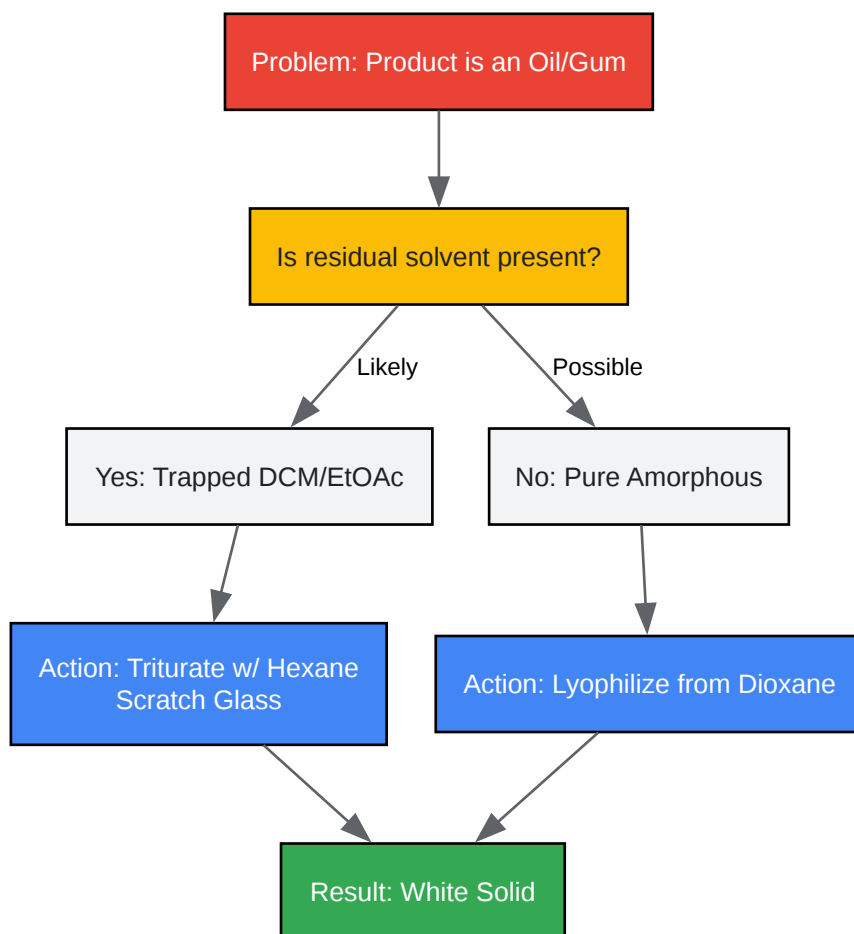 Problem: Product is an Oil/Gum
Is residual solvent present?
Likely
Possible
Yes: Trapped DCM/EtOAc
No: Pure Amorphous
Action: Triturate w/ Hexane
Scratch Glass
Action: Lyophilize from Dioxane
Result: White Solid